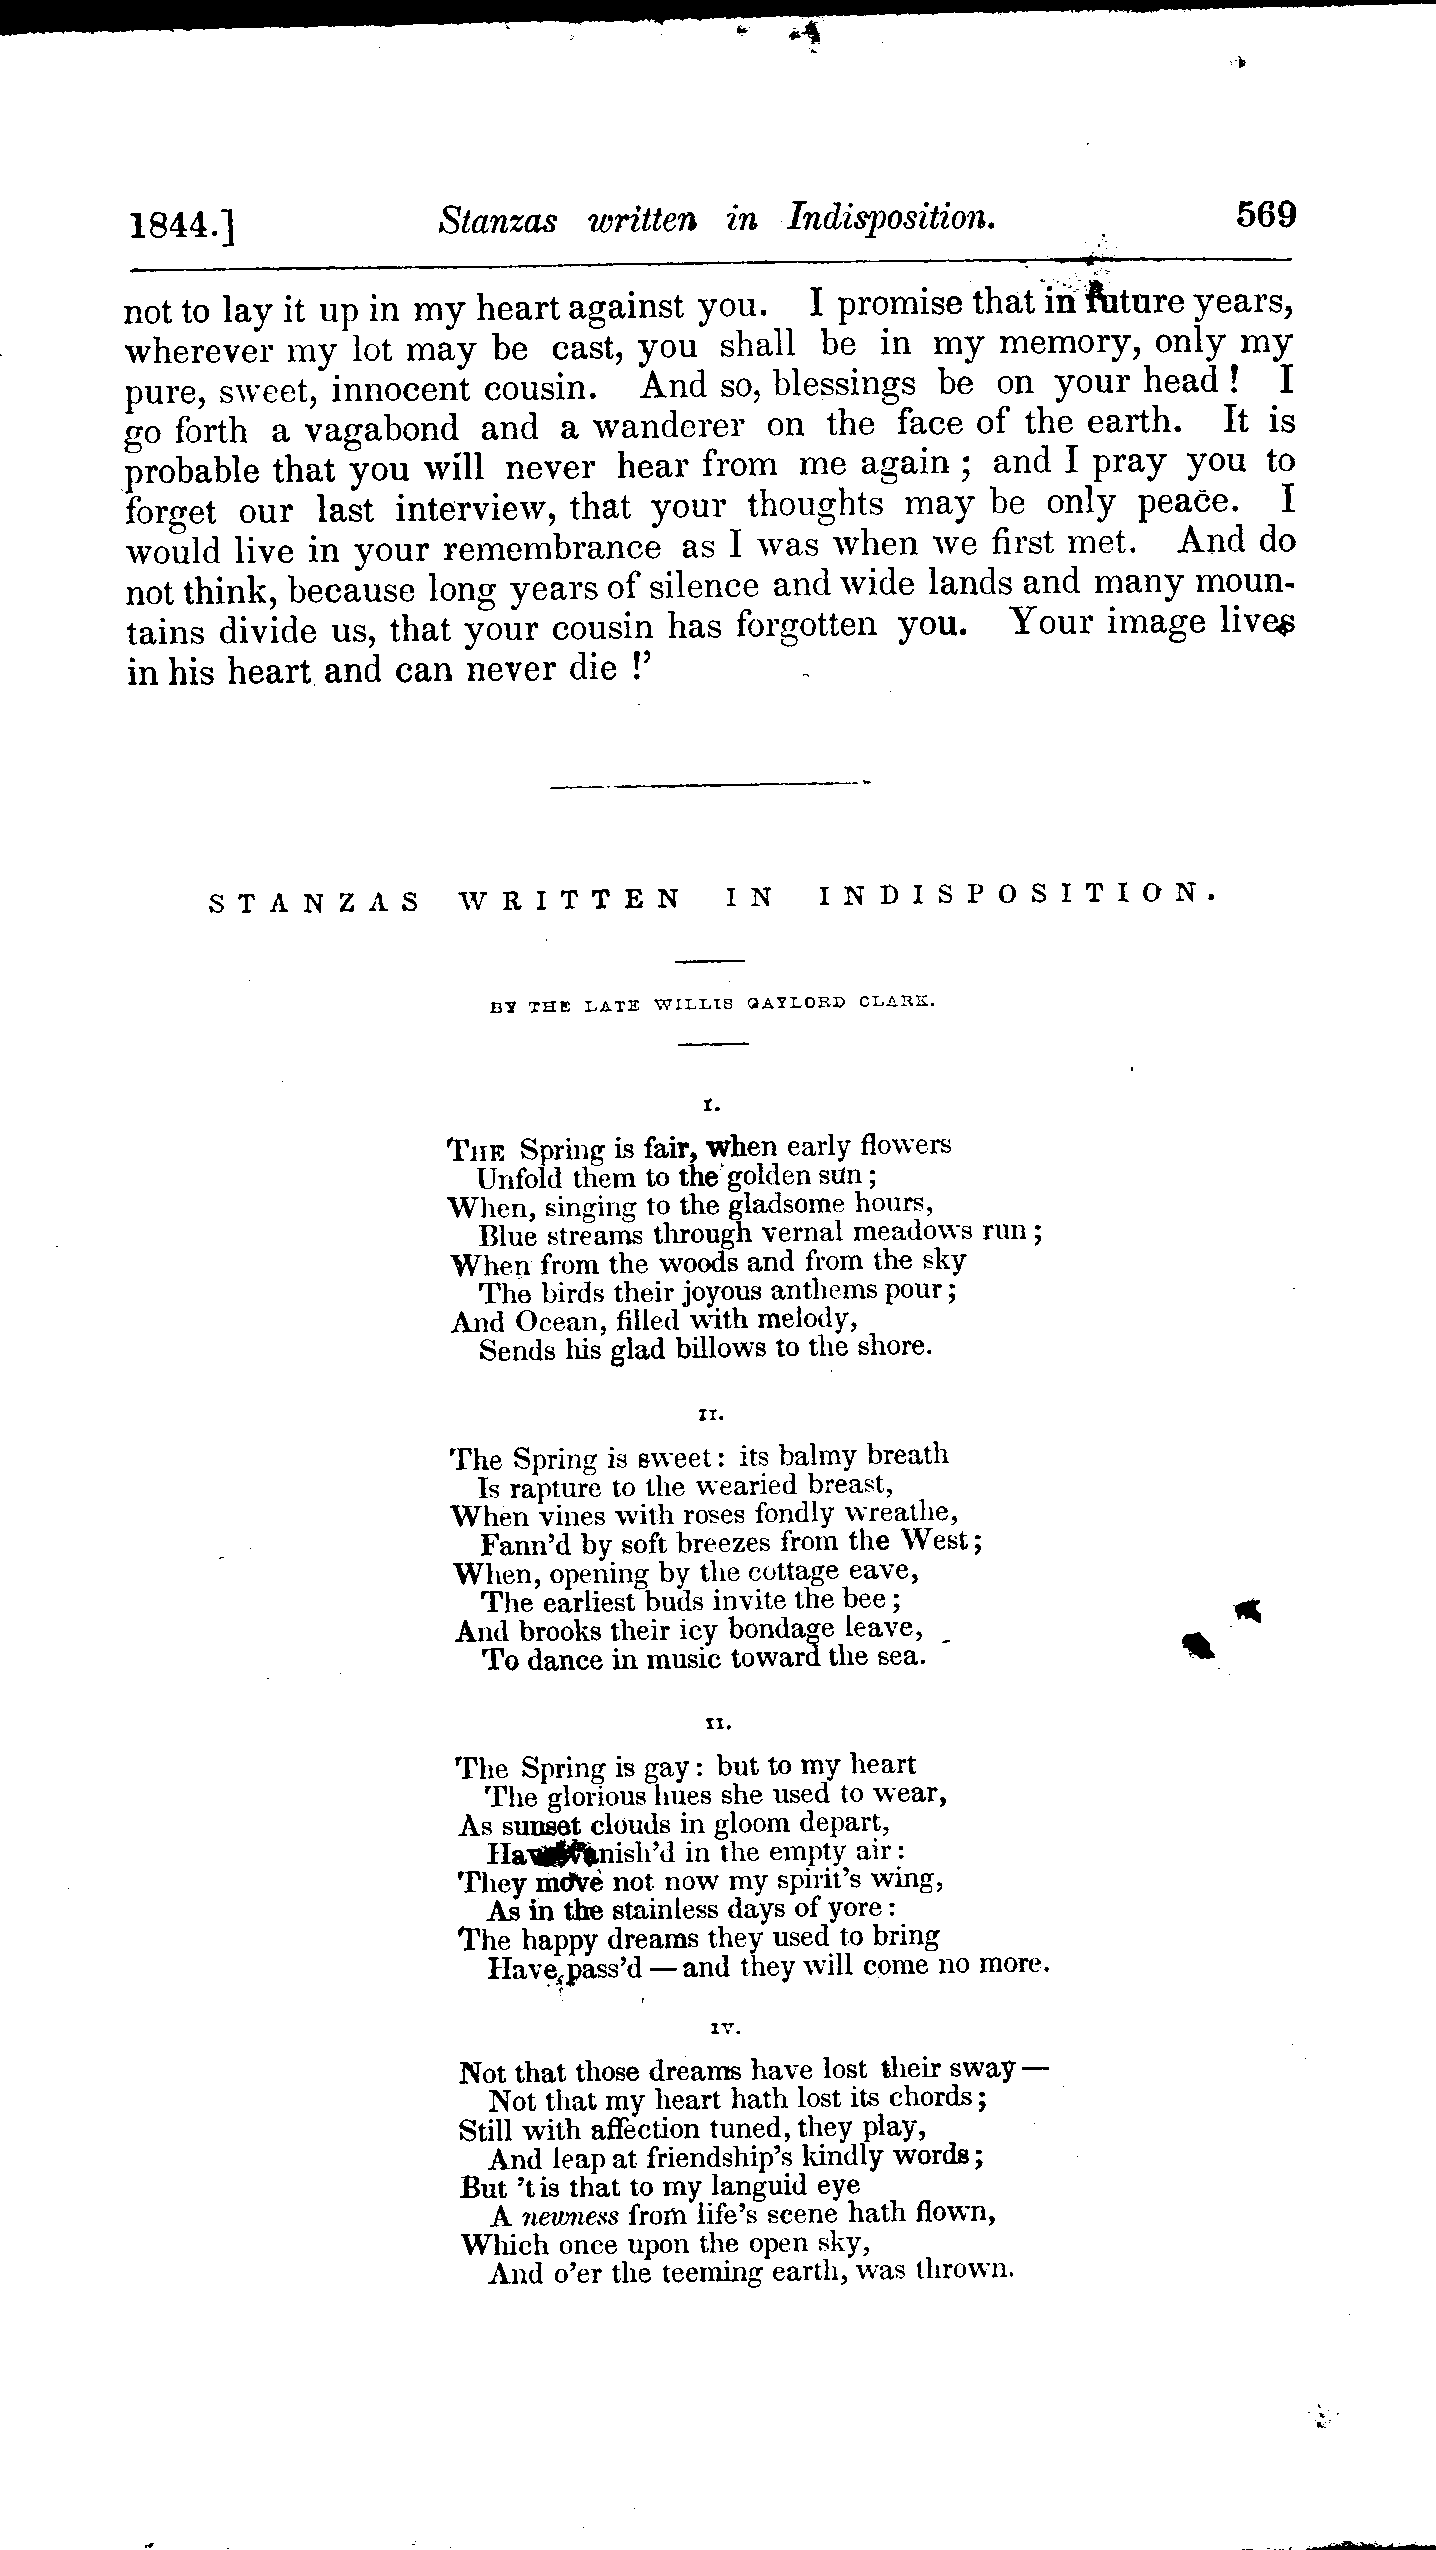 1844.] Stanzas written in Indisposition. 569
not to lay it up in my heart against you. I promise that in future years,
wherever my lot may be cast, you shall be in my memory, only my
pure, sweet, innocent cousin. And so, blessings be on your head! I
go forth a vagabond and a wanderer on the face of the earth. It is
probable that you will never hear from me again; and I pray you to
forget our last interview, that your thoughts may be only peace. I
would live in your remembrance as I was when we first met. And do
not think, because long years of silence and wide lands and many moun-
tains divide us, that your cousin has forgotten you. Your image lives
in his heart and can never die!'
STANZAS WRITTEN IN INDISPOSITION.
BY THE LATE WILLIS GAYLORD CLARK.
I.
THE Spring is fair, when early flowers
Unfold them to the golden sun;
When, singing to the gladsome hours,
Blue streams through vernal meadows run;
When from the woods and from the sky
The birds their joyous anthems pour;
And Ocean, filled with melody,
Sends his glad billows to the shore.
II.
The Spring is sweet: its balmy breath
Is rapture to the wearied breast,
When vines with roses fondly wreathe,
Fann'd by soft breezes from the West;
When, opening by the cottage eave,
The earliest buds invite the bee;
And brooks their icy bondage leave,
To dance in music toward the sea.
II.
The Spring is gay: but to my heart
The glorious hues she used to wear,
As sunset clouds in gloom depart,
Have vanish'd in the empty air:
They move not now my spirit's wing,
As in the stainless days of yore:
The happy dreams they used to bring
Have pass'd — and they will come no more.
IV.
Not that those dreams have lost their sway —
Not that my heart hath lost its chords;
Still with affection tuned, they play,
And leap at friendship's kindly words;
But 't is that to my languid eye
A newness from life's scene hath flown,
Which once upon the open sky,
And o'er the teeming earth, was thrown.